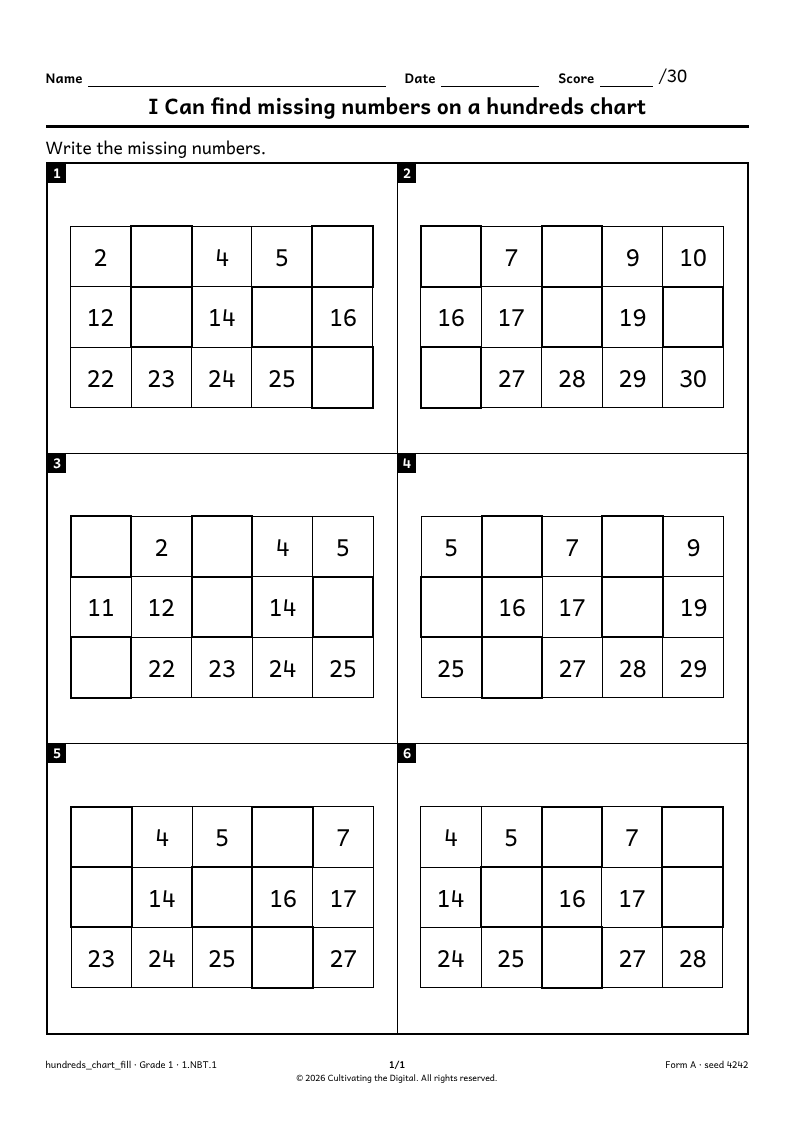 Name Date Score /30
I Can find missing numbers on a hundreds chart
Write the missing numbers.
1
2 4 5
12 14 16
22 23 24 25
2
7 9 10
16 17 19
27 28 29 30
3
2 4 5
11 12 14
22 23 24 25
4
5 7 9
16 17 19
25 27 28 29
5
4 5 7
14 16 17
23 24 25 27
6
4 5 7
14 16 17
24 25 27 28
hundreds_chart_fill · Grade 1 · 1.NBT.1 1/1 Form A · seed 4242
© 2026 Cultivating the Digital. All rights reserved.